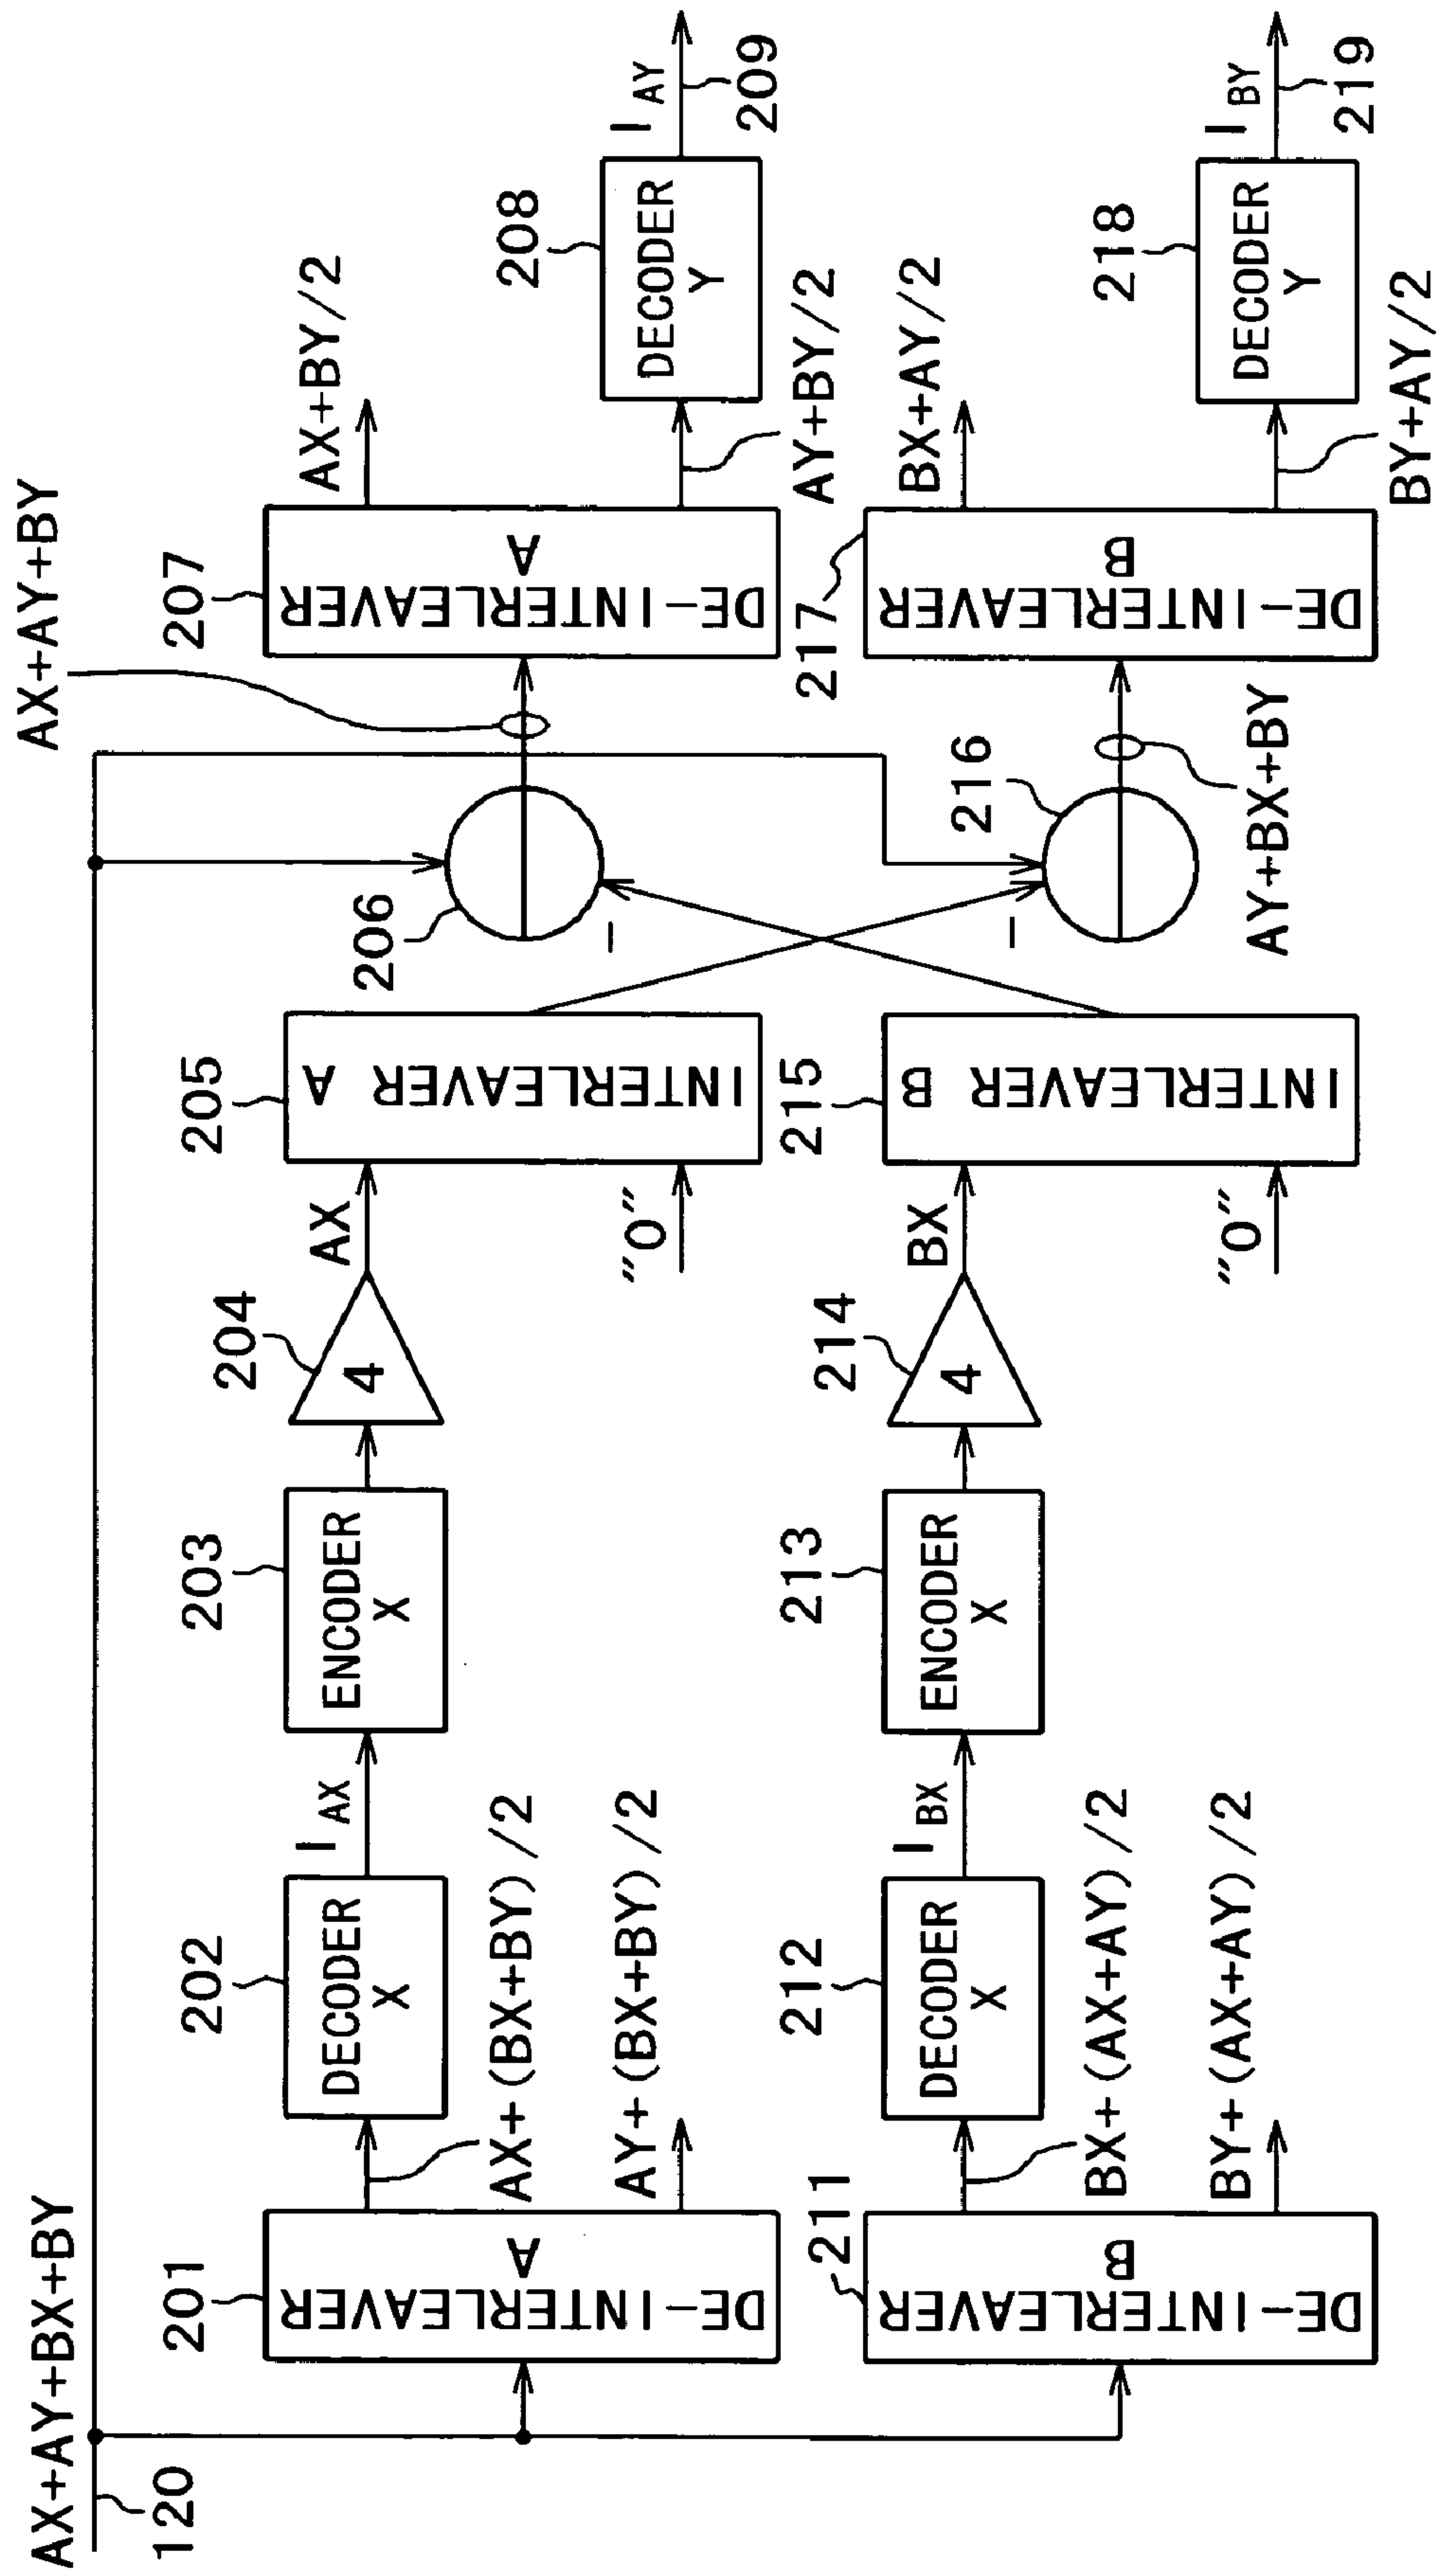 AX+AY+BX+BY
120
201
DE-INTERLEAVER
A
AX+(BX+BY)/2
AY+(BX+BY)/2
202
DECODER
X
I AX
203
ENCODER
X
204
4
AX
"0"
205
INTERLEAVER A
206
−
AX+AY+BY
207
DE-INTERLEAVER
A
AX+BY/2
AY+BY/2
208
DECODER
Y
I AY
209
211
DE-INTERLEAVER
B
BX+(AX+AY)/2
BY+(AX+AY)/2
212
DECODER
X
I BX
213
ENCODER
X
214
4
BX
"0"
215
INTERLEAVER B
216
−
AY+BX+BY
217
DE-INTERLEAVER
B
BX+AY/2
BY+AY/2
218
DECODER
Y
I BY
219